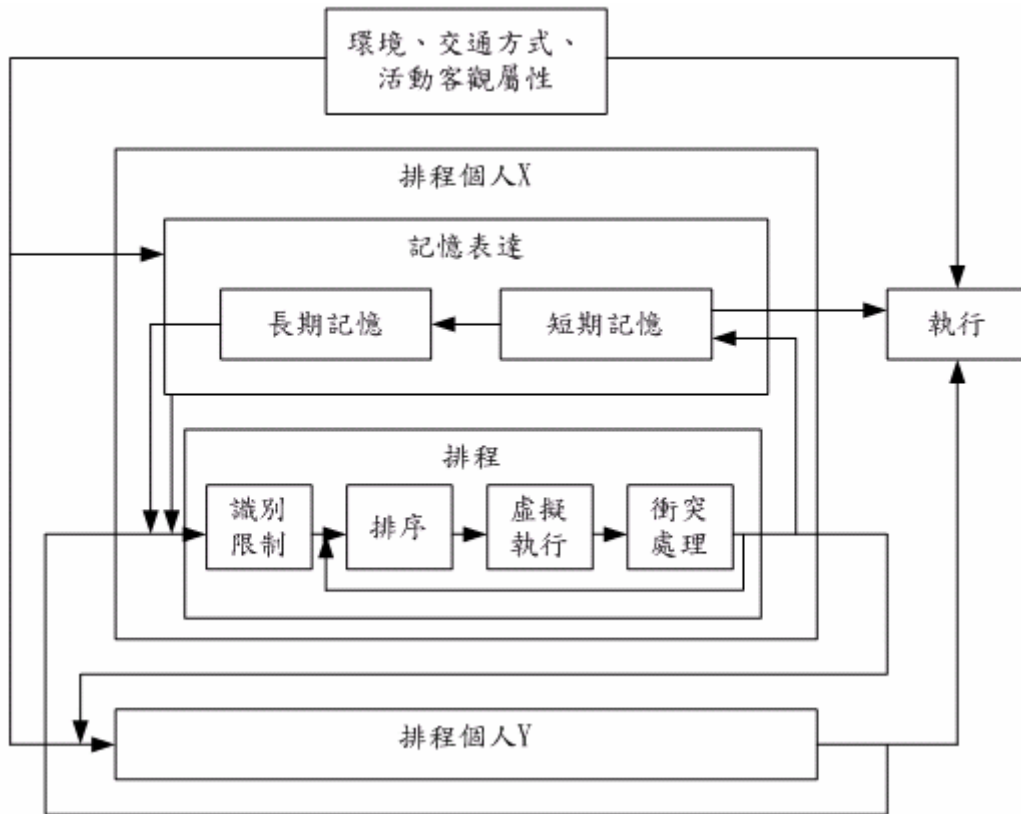 環境、交通方式、
活動客觀屬性
排程個人X
記憶表達
長期記憶
短期記憶
執行
排程
識別
限制
排序
虛擬
執行
衝突
處理
排程個人Y